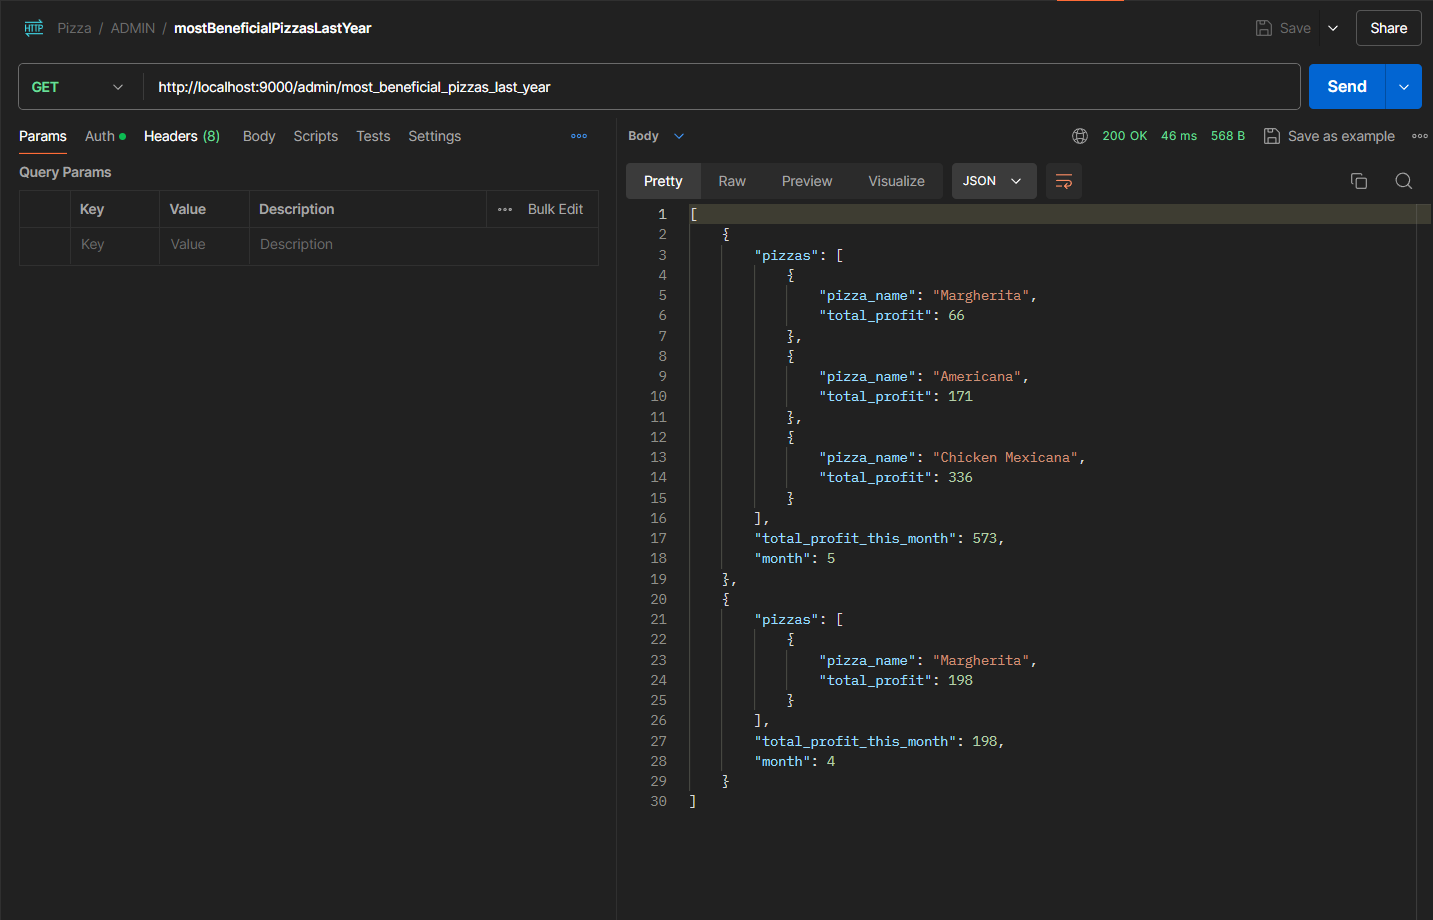 HTTP Pizza / ADMIN / mostBeneficialPizzasLastYear Save Share
GET http://localhost:9000/admin/most_beneficial_pizzas_last_year Send
Params Auth Headers (8) Body Scripts Tests Settings
Query Params
Key Value Description Bulk Edit
Key Value Description
Body 200 OK 46 ms 568 B Save as example
Pretty Raw Preview Visualize JSON
1 [
2 {
3 "pizzas": [
4 {
5 "pizza_name": "Margherita",
6 "total_profit": 66
7 },
8 {
9 "pizza_name": "Americana",
10 "total_profit": 171
11 },
12 {
13 "pizza_name": "Chicken Mexicana",
14 "total_profit": 336
15 }
16 ],
17 "total_profit_this_month": 573,
18 "month": 5
19 },
20 {
21 "pizzas": [
22 {
23 "pizza_name": "Margherita",
24 "total_profit": 198
25 }
26 ],
27 "total_profit_this_month": 198,
28 "month": 4
29 }
30 ]